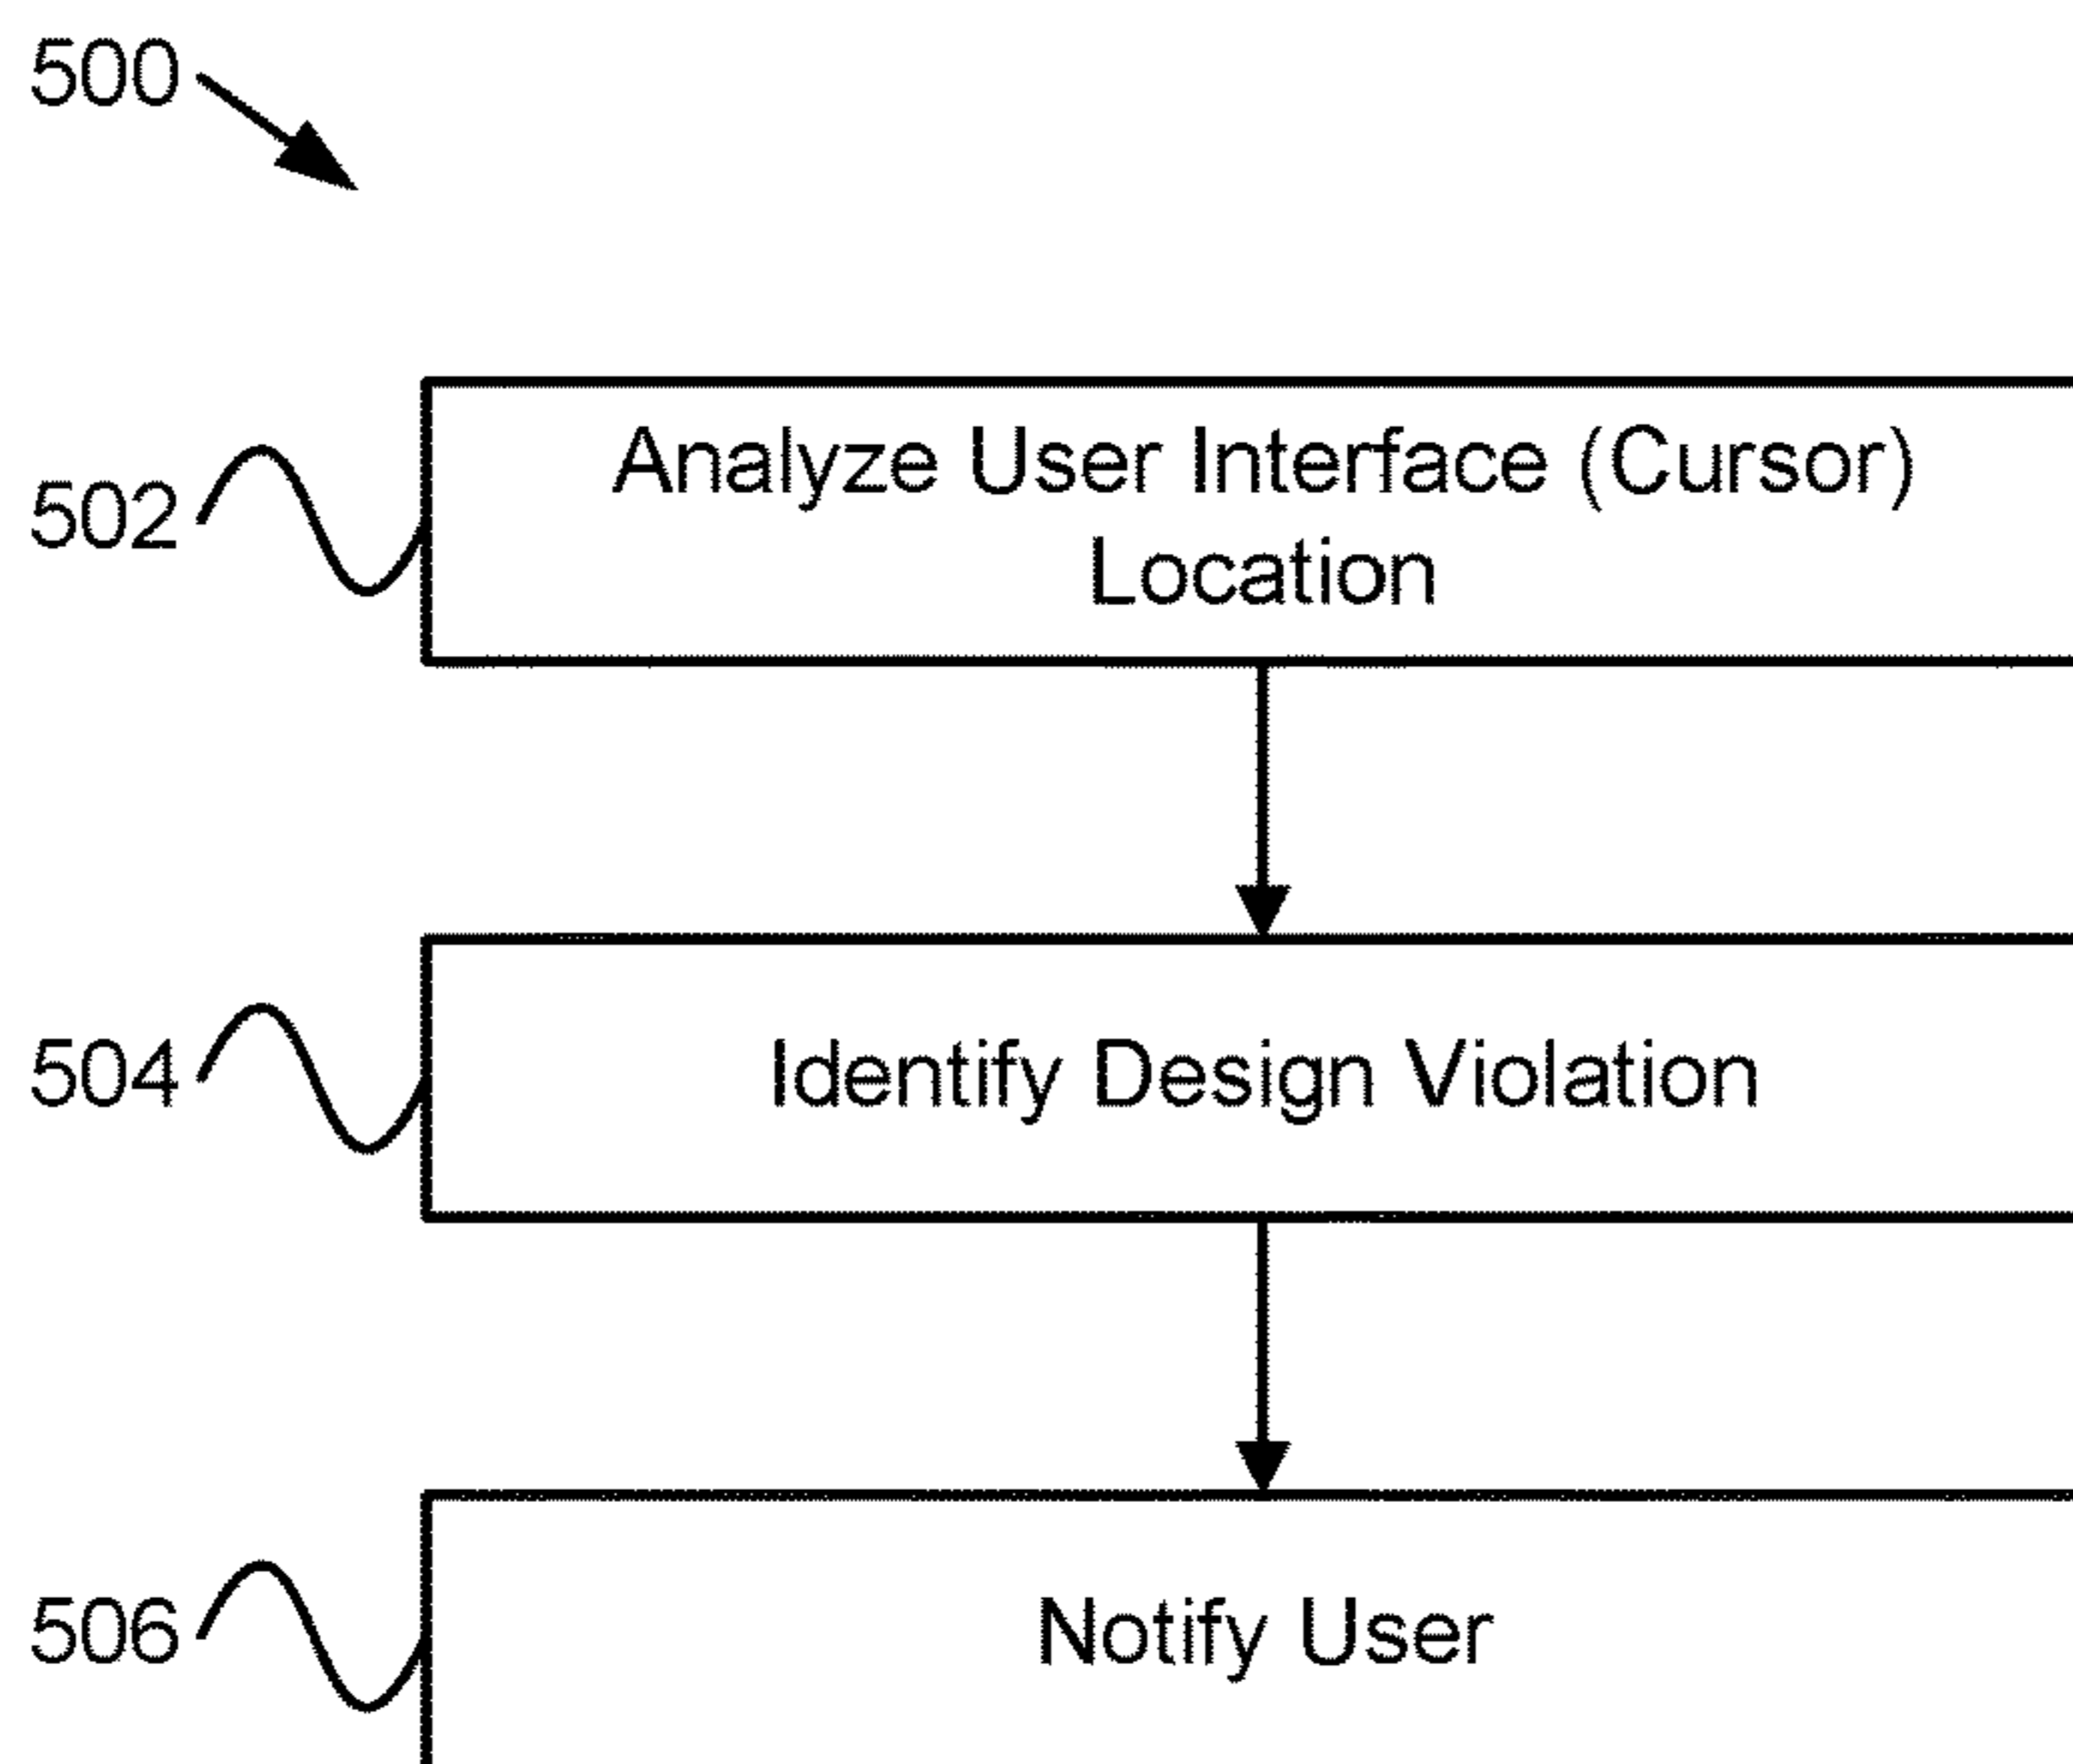 500
502
Analyze User Interface (Cursor)
Location
504
Identify Design Violation
506
Notify User